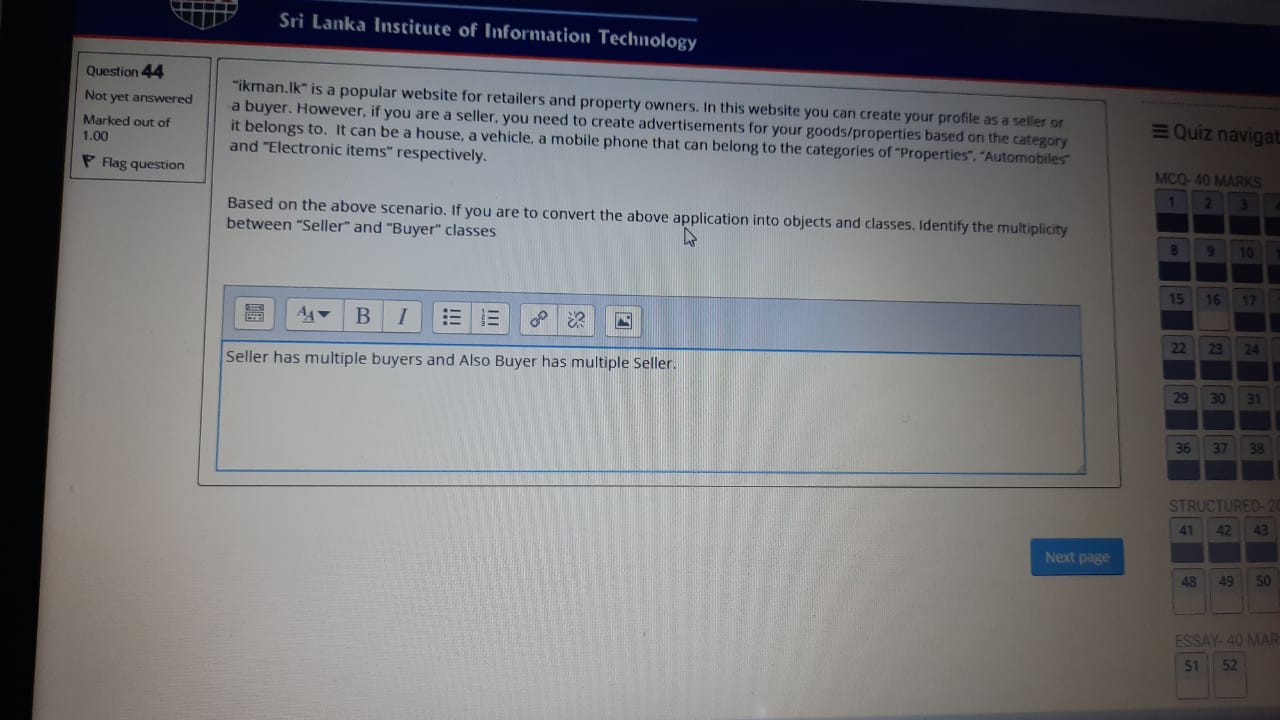 Sri Lanka Institute of Information Technology
Question 44
Not yet answered
Marked out of
1.00
Flag question
"ikman.lk" is a popular website for retailers and property owners. In this website you can create your profile as a seller or
a buyer. However, if you are a seller, you need to create advertisements for your goods/properties based on the category
it belongs to. It can be a house, a vehicle, a mobile phone that can belong to the categories of "Properties", "Automobiles"
and "Electronic items" respectively.
Based on the above scenario. If you are to convert the above application into objects and classes. Identify the multiplicity
between "Seller" and "Buyer" classes
B I
Seller has multiple buyers and Also Buyer has multiple Seller.
Next page
Quiz
MCQ- 40 MARKS
1 2 3
8 9 10
15 16 17
22 23 24
29 30 31
36 37 38
STRUCTURED-
41 42 43
48 49 50
ESSAY- 40
51 52